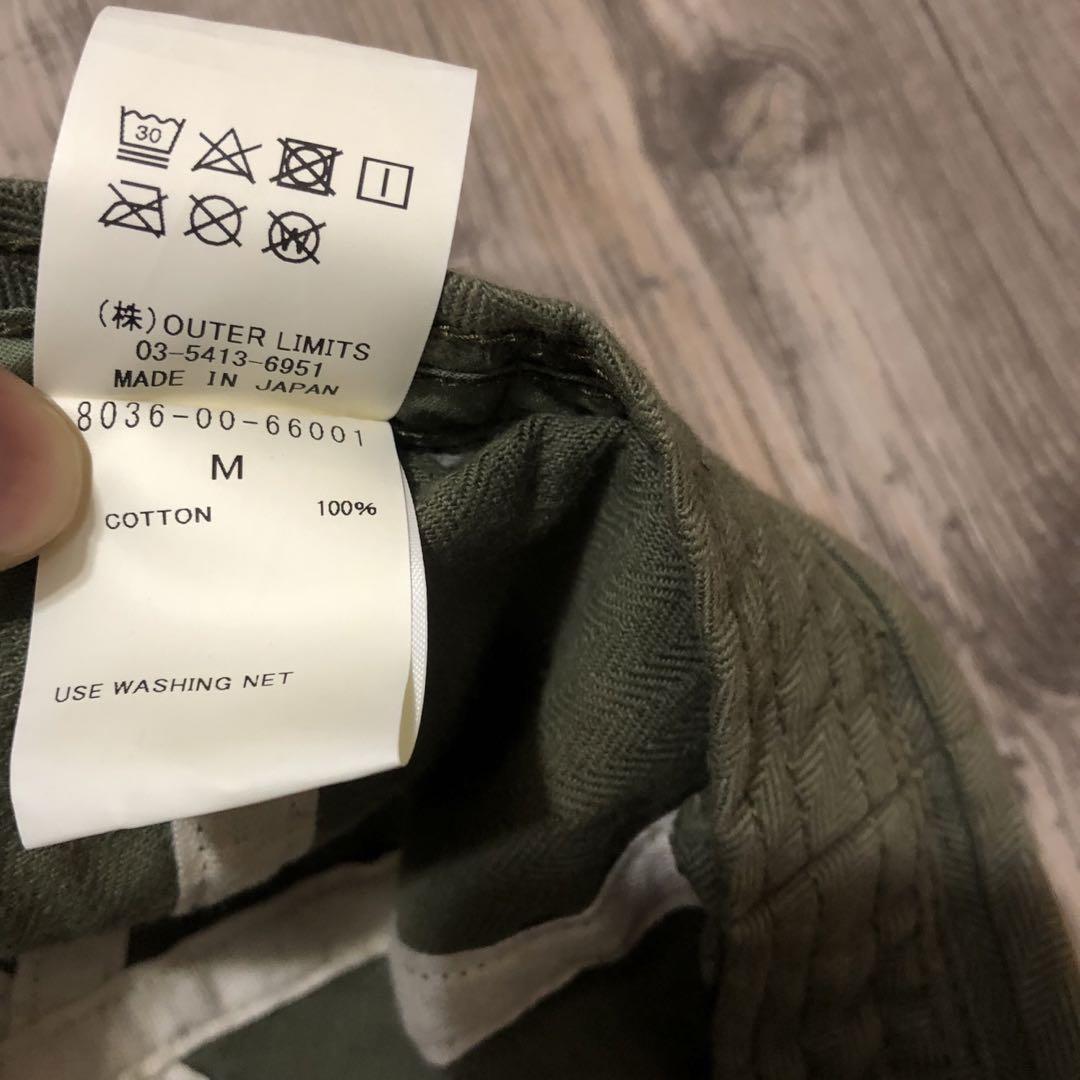 30
W
(株)OUTER LIMITS
03-5413-6951
MADE IN JAPAN
8036-00-66001
M
COTTON 100%
USE WASHING NET